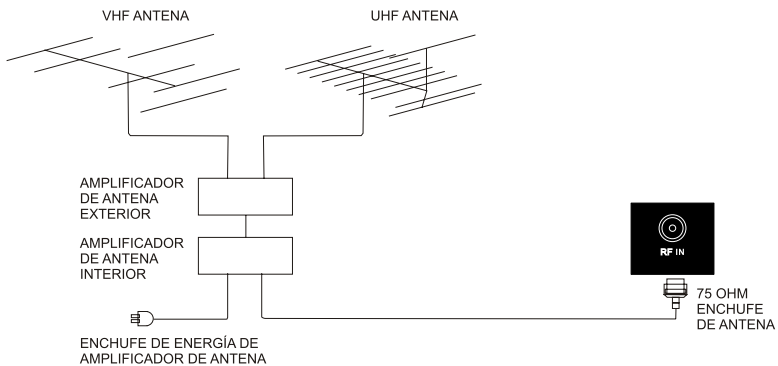 VHF ANTENA
UHF ANTENA
AMPLIFICADOR
DE ANTENA
EXTERIOR
AMPLIFICADOR
DE ANTENA
INTERIOR
RF IN
75 OHM
ENCHUFE
DE ANTENA
ENCHUFE DE ENERGÍA DE
AMPLIFICADOR DE ANTENA